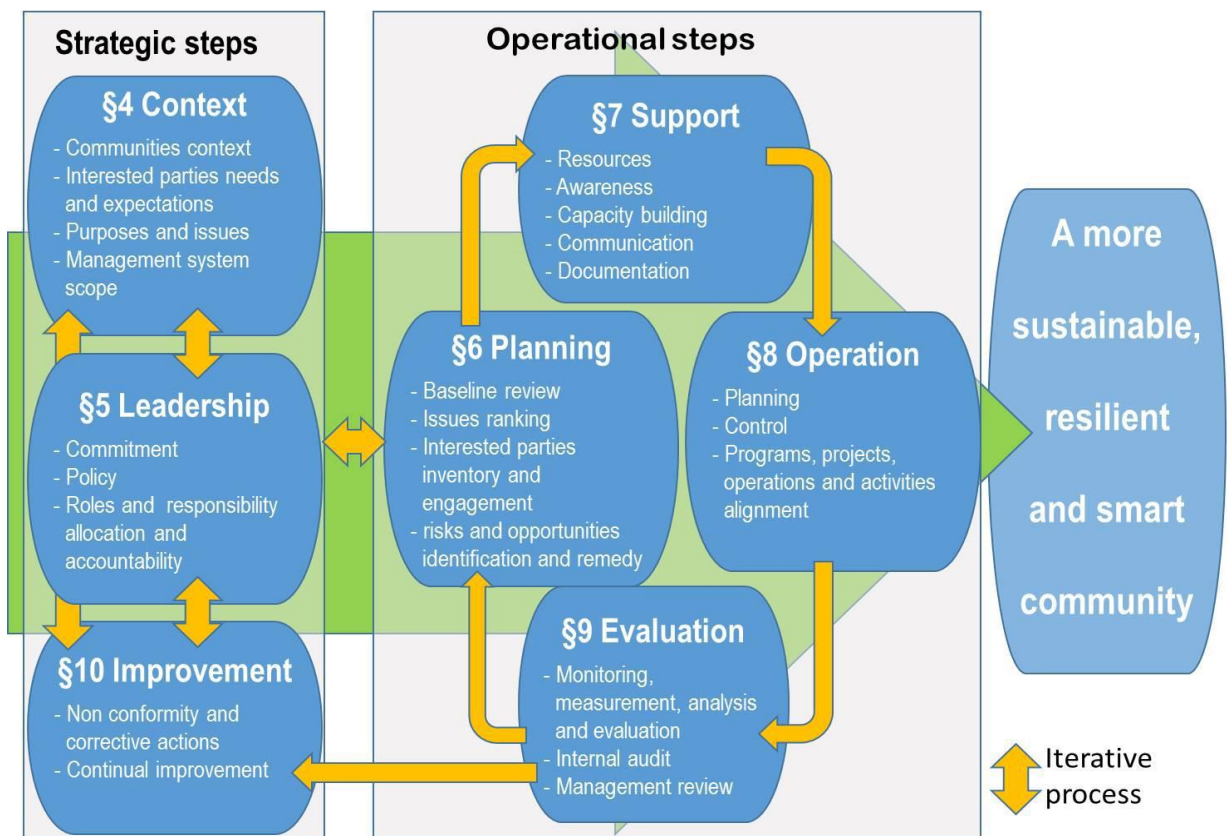 Strategic steps
§4 Context
- Communities context
- Interested parties needs
and expectations
- Purposes and issues
- Management system
scope
§5 Leadership
- Commitment
- Policy
- Roles and responsibility
allocation and
accountability
§10 Improvement
- Non conformity and
corrective actions
- Continual improvement
Operational steps
§7 Support
- Resources
- Awareness
- Capacity building
- Communication
- Documentation
§6 Planning
- Baseline review
- Issues ranking
- Interested parties
inventory and
engagement
- risks and opportunities
identification and remedy
§8 Operation
- Planning
- Control
- Programs, projects,
operations and activities
alignment
§9 Evaluation
- Monitoring,
measurement, analysis
and evaluation
- Internal audit
- Management review
A more
sustainable,
resilient
and smart
community
Iterative
process